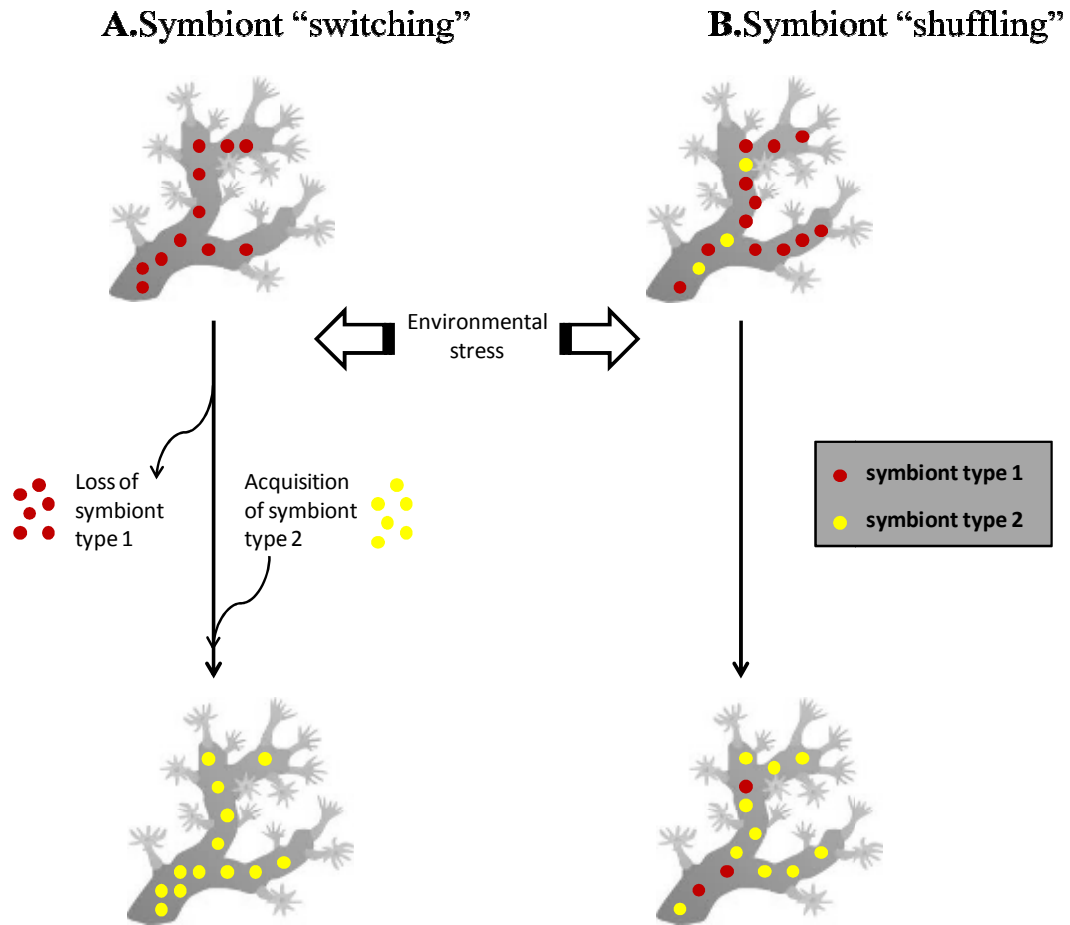 A.Symbiont “switching”
B.Symbiont “shuffling”
Environmental
stress
Loss of
symbiont
type 1
Acquisition
of symbiont
type 2
symbiont type 1
symbiont type 2